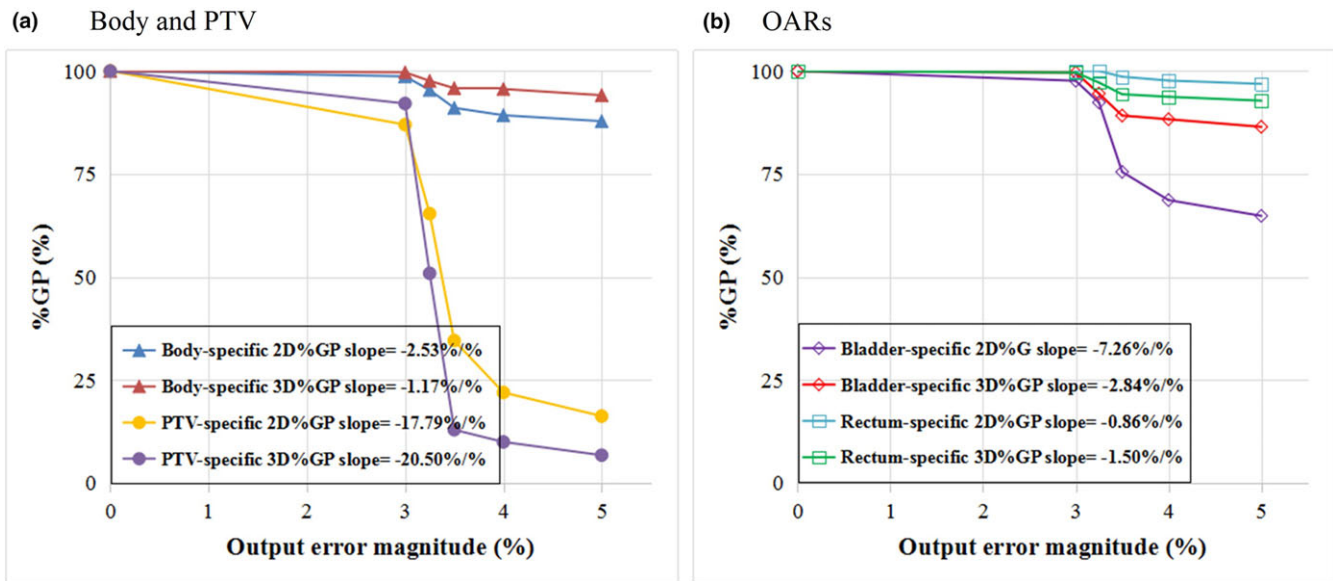 (a) Body and PTV
100
75
50
25
0
%GP (%)
Body-specific 2D%GP slope= -2.53%/%
Body-specific 3D%GP slope= -1.17%/%
PTV-specific 2D%GP slope= -17.79%/%
PTV-specific 3D%GP slope= -20.50%/%
0 1 2 3 4 5
Output error magnitude (%)
(b) OARs
100
75
50
25
0
%GP (%)
Bladder-specific 2D%G slope= -7.26%/%
Bladder-specific 3D%GP slope= -2.84%/%
Rectum-specific 2D%GP slope= -0.86%/%
Rectum-specific 3D%GP slope= -1.50%/%
0 1 2 3 4 5
Output error magnitude (%)